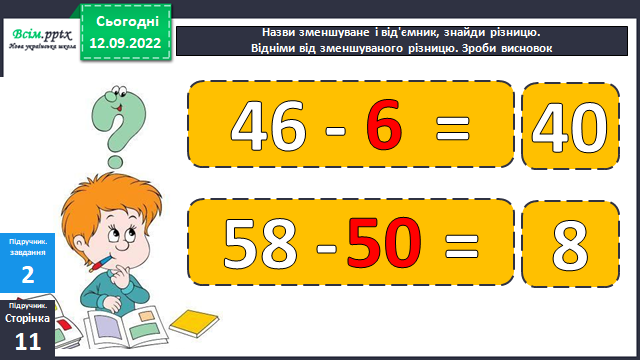 Всім.pptx
Нова українська школа
Сьогодні
12.09.2022
Назви зменшуване і від'ємник, знайди різницю.
Відніми від зменшуваного різницю. Зроби висновок
46 - 6 = 40
58 -50 = 8
Підручник.
завдання
2
Підручник.
Сторінка
11